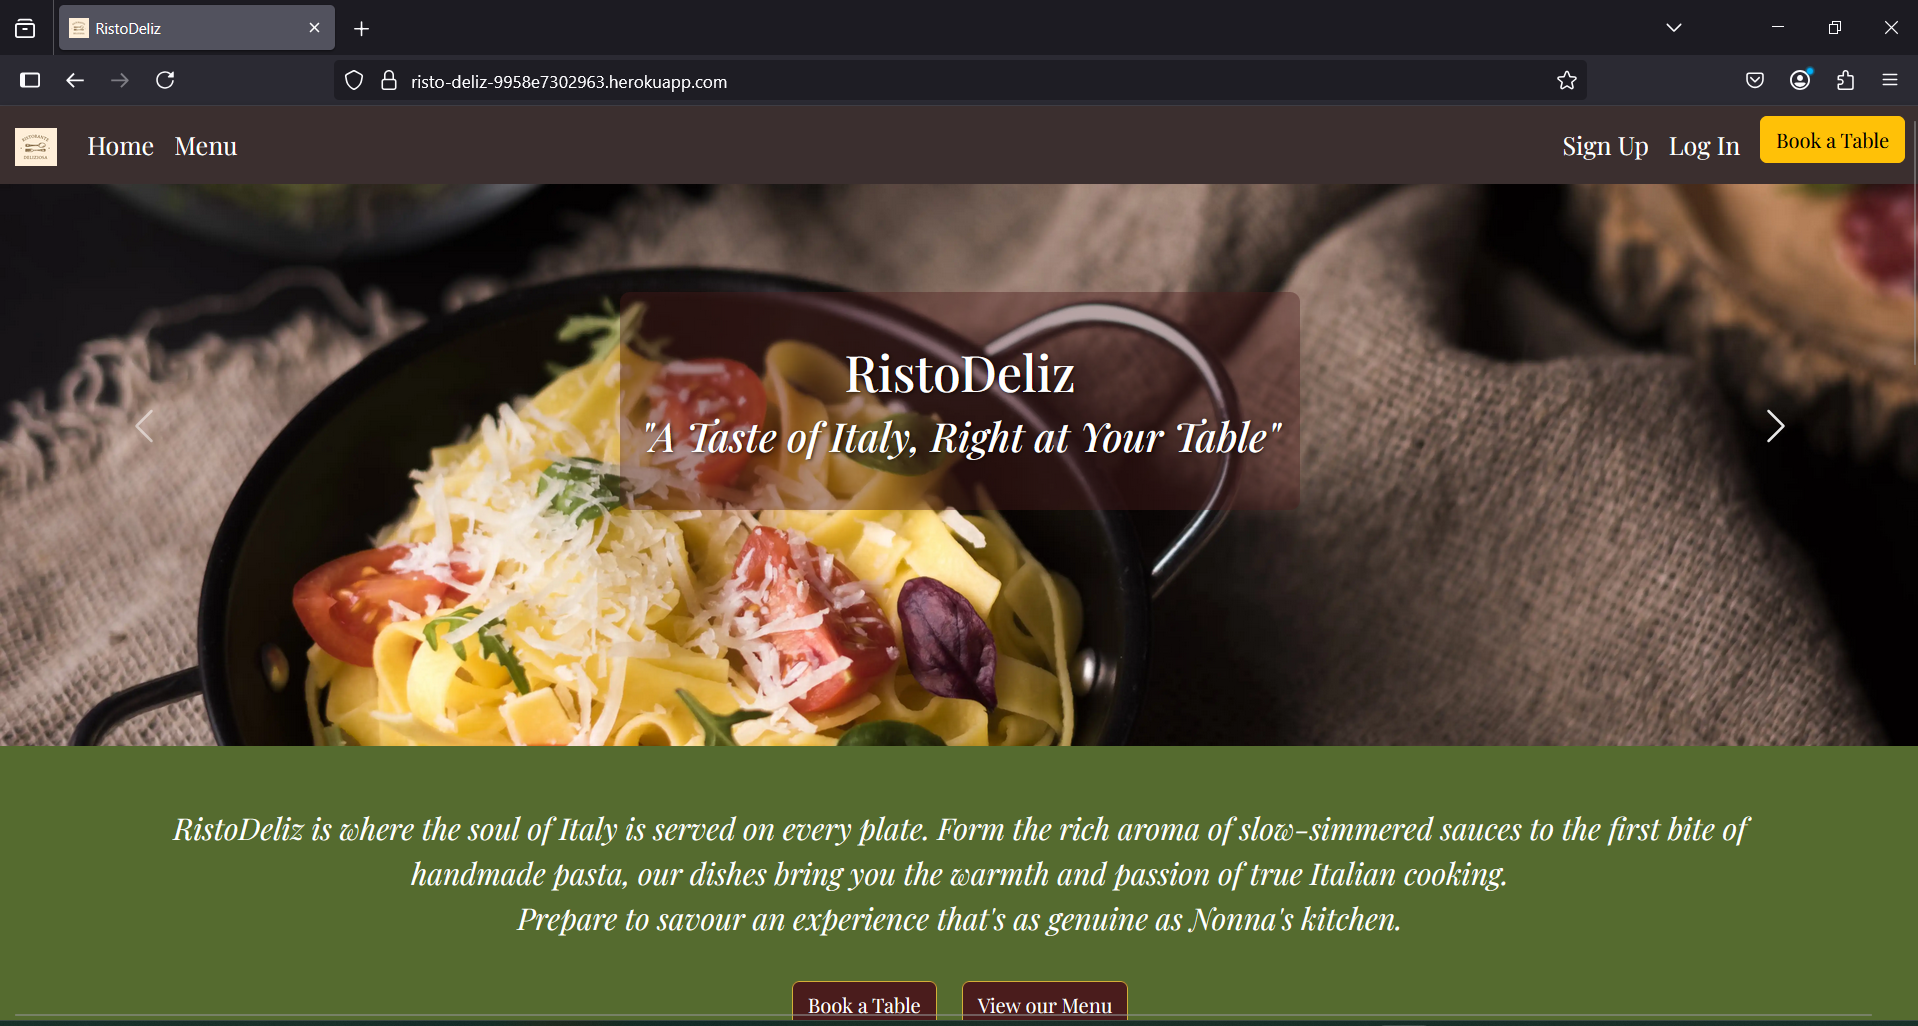 RistoDeliz
risto-deliz-9958e7302963.herokuapp.com
RISTORANTE
DELIZIOSA
Home Menu Sign Up Log In Book a Table
RistoDeliz
"A Taste of Italy, Right at Your Table"
RistoDeliz is where the soul of Italy is served on every plate. Form the rich aroma of slow-simmered sauces to the first bite of
handmade pasta, our dishes bring you the warmth and passion of true Italian cooking.
Prepare to savour an experience that's as genuine as Nonna's kitchen.
Book a Table View our Menu